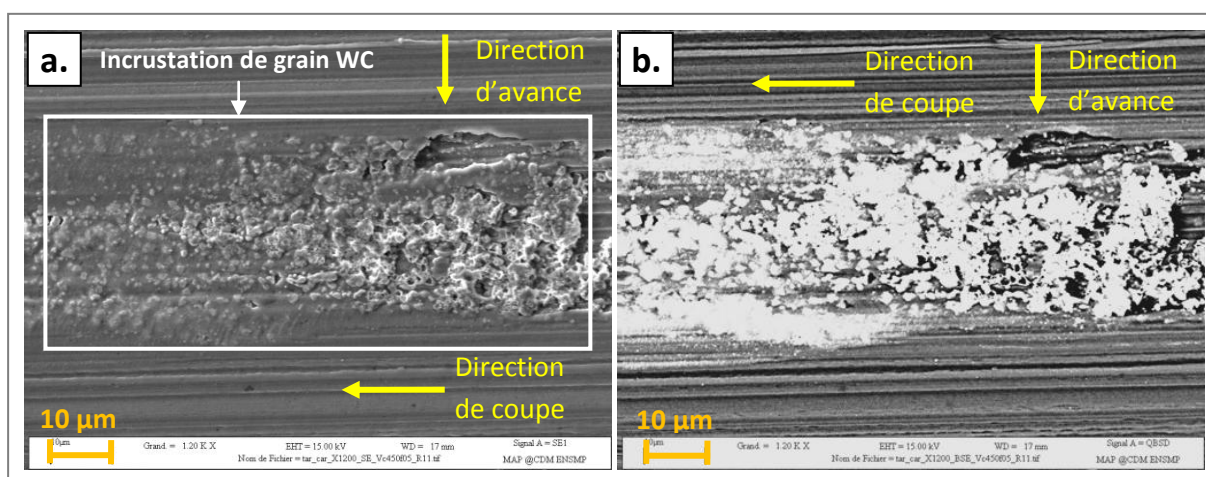 a.
Incrustation de grain WC
Direction
d'avance
Direction
de coupe
10 μm
10μm Grand. = 1.20 K X EHT = 15.00 kV WD = 17 mm Signal A = SE1
Nom de Fichier = tar_car_X1200_SE_Vc450f05_R11.tif MAP @CDM ENSMP
b.
Direction
de coupe
Direction
d'avance
10 μm
10μm Grand. = 1.20 K X EHT = 15.00 kV WD = 17 mm Signal A = QBSD
Nom de Fichier = tar_car_X1200_BSE_Vc450f05_R11.tif MAP @CDM ENSMP